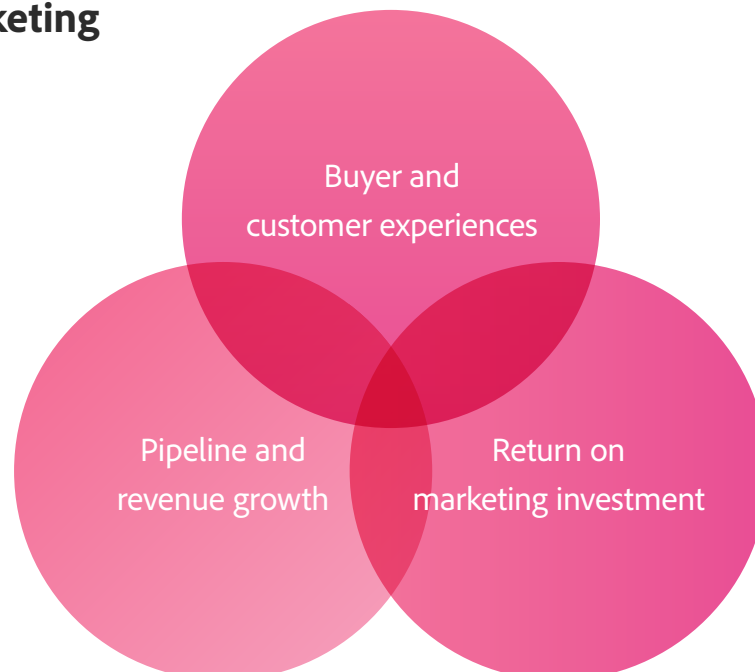 keting
Buyer and
customer experiences
Pipeline and
revenue growth
Return on
marketing investment